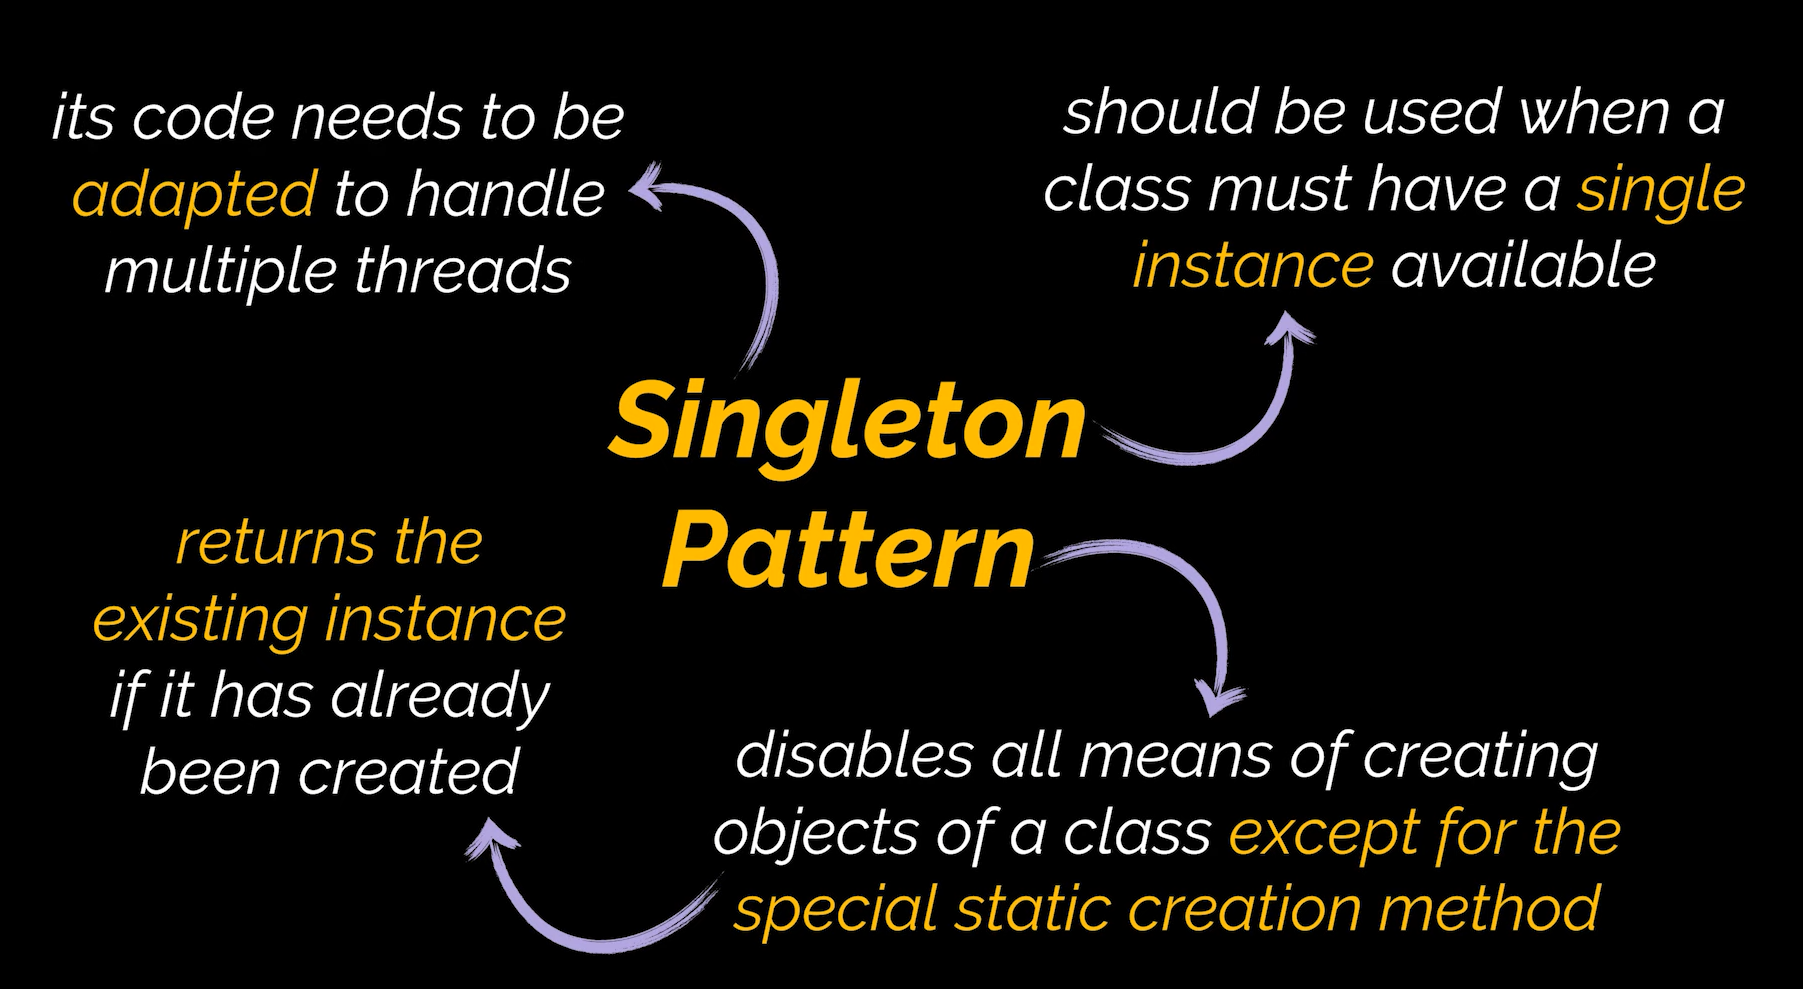 its code needs to be
adapted to handle
multiple threads
should be used when a
class must have a single
instance available
Singleton
Pattern
returns the
existing instance
if it has already
been created
disables all means of creating
objects of a class except for the
special static creation method